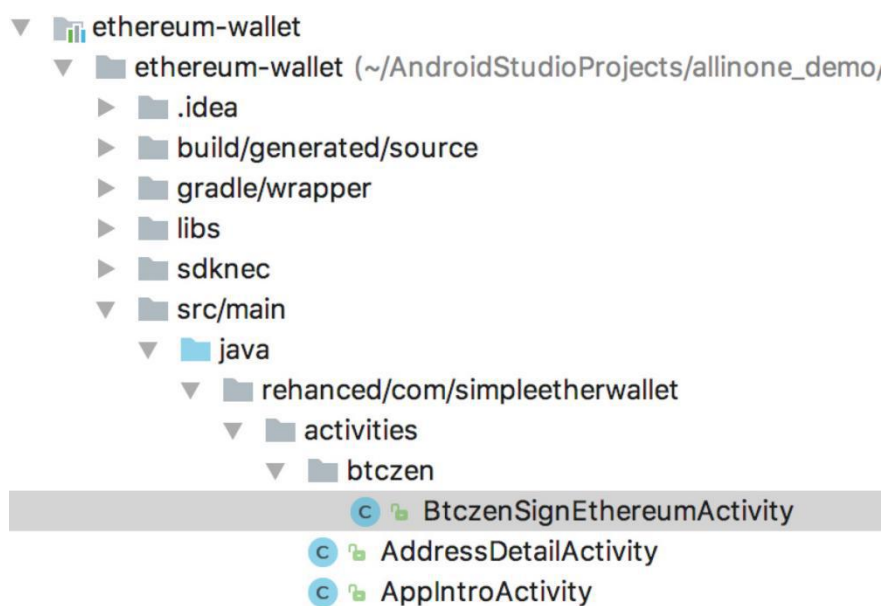 ethereum-wallet
ethereum-wallet (~/AndroidStudioProjects/allinone_demo/
.idea
build/generated/source
gradle/wrapper
libs
sdknec
src/main
java
rehanced/com/simpleetherwallet
activities
btczen
C BtczenSignEthereumActivity
C AddressDetailActivity
C AppIntroActivity